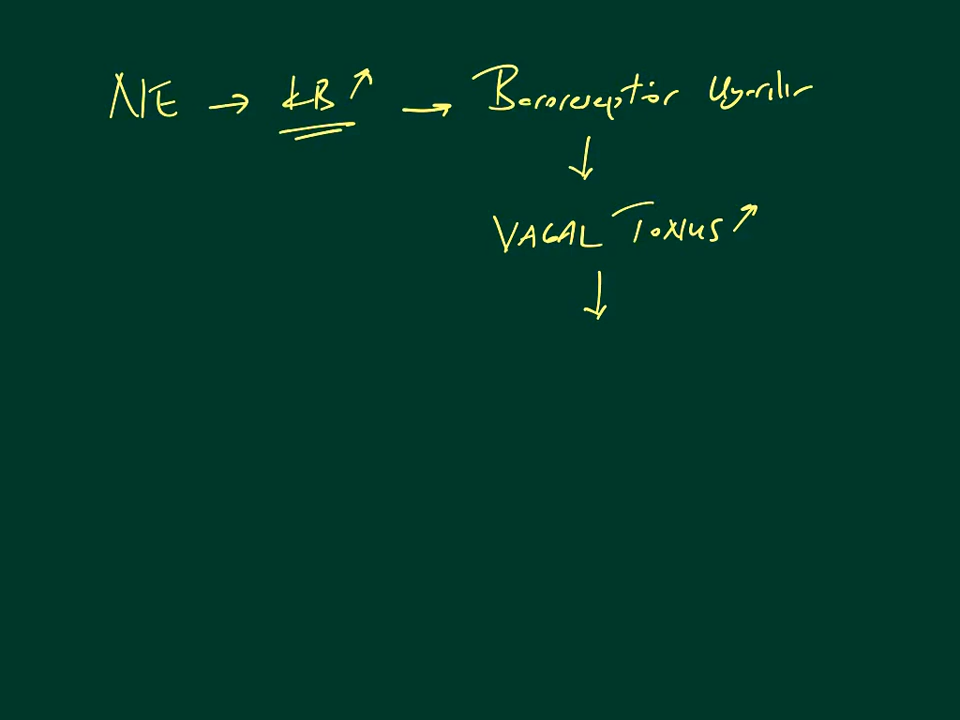 NE → KB ↗ → Baroreseptör Uyarılır
↓
VAGAL TONUS ↗
↓